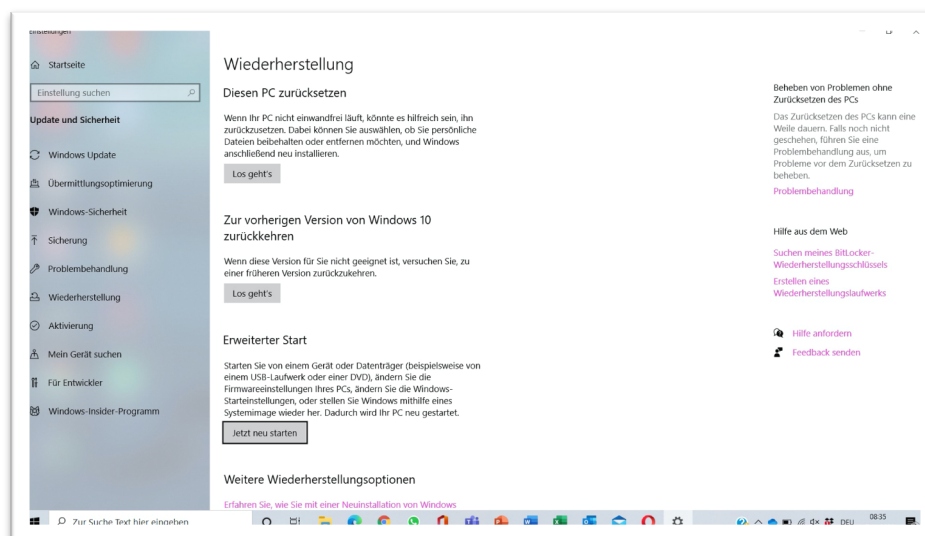 Einstellungen
Startseite
Einstellung suchen
Update und Sicherheit
Windows Update
Übermittlungsoptimierung
Windows-Sicherheit
Sicherung
Problembehandlung
Wiederherstellung
Aktivierung
Mein Gerät suchen
Für Entwickler
Windows-Insider-Programm
Wiederherstellung
Diesen PC zurücksetzen
Wenn Ihr PC nicht einwandfrei läuft, könnte es hilfreich sein, ihn
zurückzusetzen. Dabei können Sie auswählen, ob Sie persönliche
Dateien beibehalten oder entfernen möchten, und Windows
anschließend neu installieren.
Los geht's
Zur vorherigen Version von Windows 10
zurückkehren
Wenn diese Version für Sie nicht geeignet ist, versuchen Sie, zu
einer früheren Version zurückzukehren.
Los geht's
Erweiterter Start
Starten Sie von einem Gerät oder Datenträger (beispielsweise von
einem USB-Laufwerk oder einer DVD), ändern Sie die
Firmwareeinstellungen Ihres PCs, ändern Sie die Windows-
Starteinstellungen, oder stellen Sie Windows mithilfe eines
Systemimage wieder her. Dadurch wird Ihr PC neu gestartet.
Jetzt neu starten
Weitere Wiederherstellungsoptionen
Erfahren Sie, wie Sie mit einer Neuinstallation von Windows
Beheben von Problemen ohne
Zurücksetzen des PCs
Das Zurücksetzen des PCs kann eine
Weile dauern. Falls noch nicht
geschehen, führen Sie eine
Problembehandlung aus, um
Probleme vor dem Zurücksetzen zu
beheben.
Problembehandlung
Hilfe aus dem Web
Suchen meines BitLocker-
Wiederherstellungsschlüssels
Erstellen eines
Wiederherstellungslaufwerks
Hilfe anfordern
Feedback senden
Zur Suche Text hier eingeben
DEU
08:35